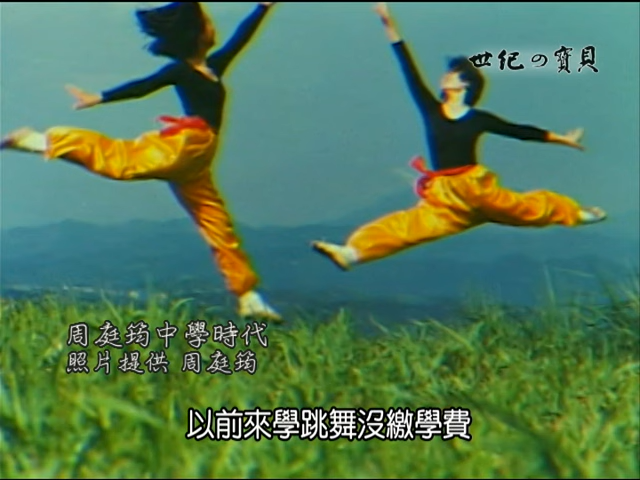 世紀の寶貝
周庭筠中學時代
照片提供 周庭筠
以前來學跳舞沒繳學費